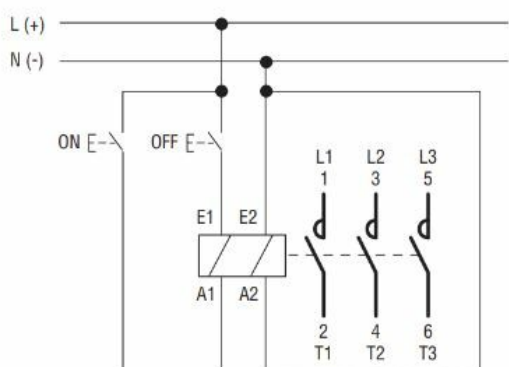 L (+)
N (-)
ON OFF
L1 L2 L3
1 3 5
E1 E2
A1 A2
2 4 6
T1 T2 T3